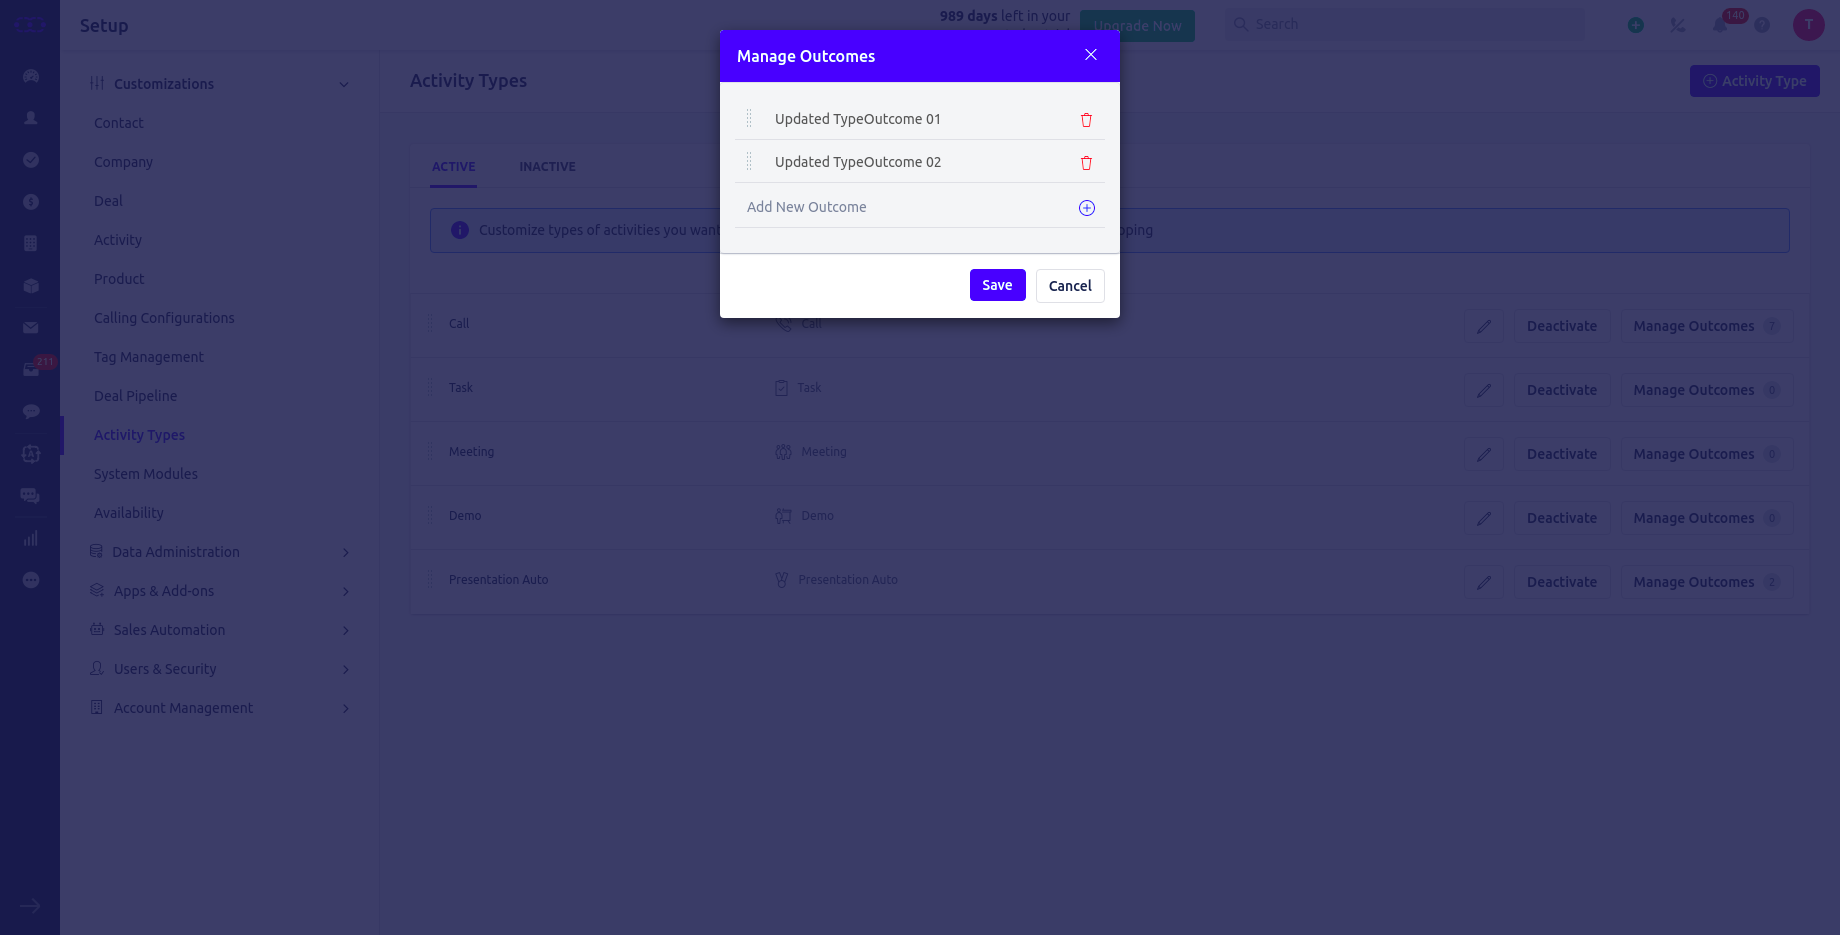 Setup
989 days left in your
Upgrade Now
Search
140
T
Manage Outcomes
Updated TypeOutcome 01
Updated TypeOutcome 02
Add New Outcome
Save
Cancel
Customizations
Contact
Company
Deal
Activity
Product
Calling Configurations
Tag Management
211
Deal Pipeline
Activity Types
System Modules
Availability
Data Administration
Apps & Add-ons
Sales Automation
Users & Security
Account Management
Activity Types
Activity Type
ACTIVE
INACTIVE
Customize types of activities you want
Call
Call
Deactivate
Manage Outcomes 7
Task
Task
Deactivate
Manage Outcomes 0
Meeting
Meeting
Deactivate
Manage Outcomes 0
Demo
Demo
Deactivate
Manage Outcomes 0
Presentation Auto
Presentation Auto
Deactivate
Manage Outcomes 2